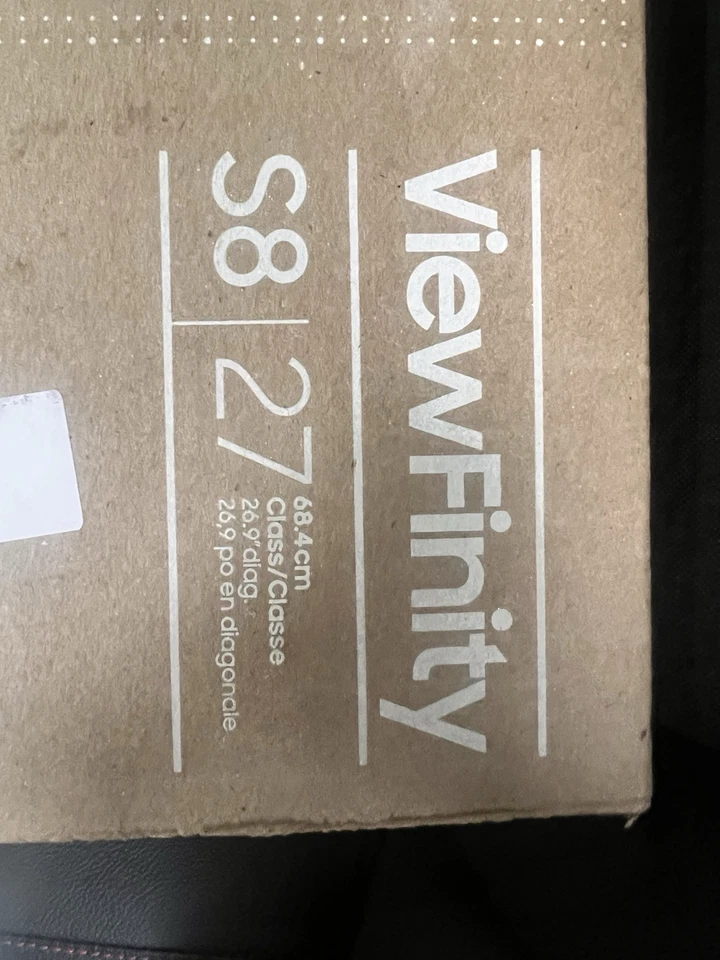 ViewFinity
S8 27
68.4cm
Class/Classe
26.9"diag.
26,9 po en diagonale